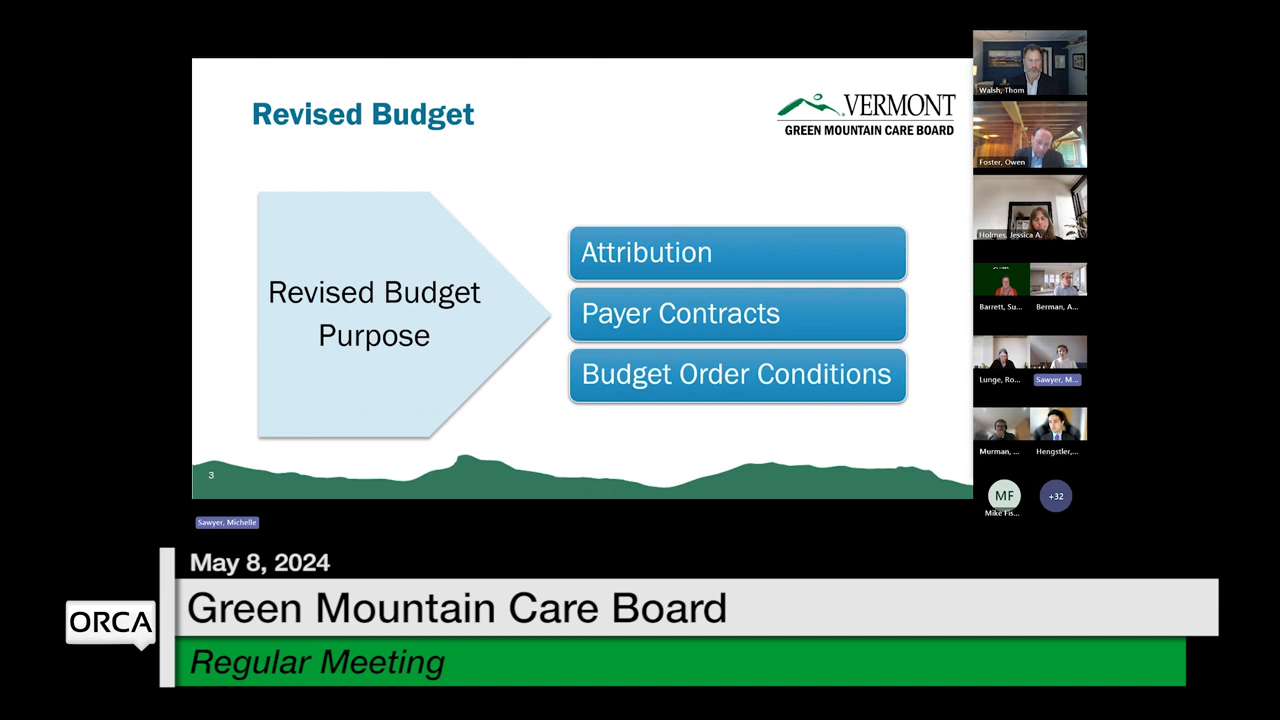 Revised Budget
VERMONT
GREEN MOUNTAIN CARE BOARD
Revised Budget
Purpose
Attribution
Payer Contracts
Budget Order Conditions
3
Sawyer, Michelle
Walsh, Thom
Foster, Owen
Holmes, Jessica A.
Barrett, Su...
Berman, A...
Lunge, Ro...
Sawyer, M...
Murman, ...
Hengstler,...
MF
Mike Fis...
+32
May 8, 2024
ORCA
Green Mountain Care Board
Regular Meeting